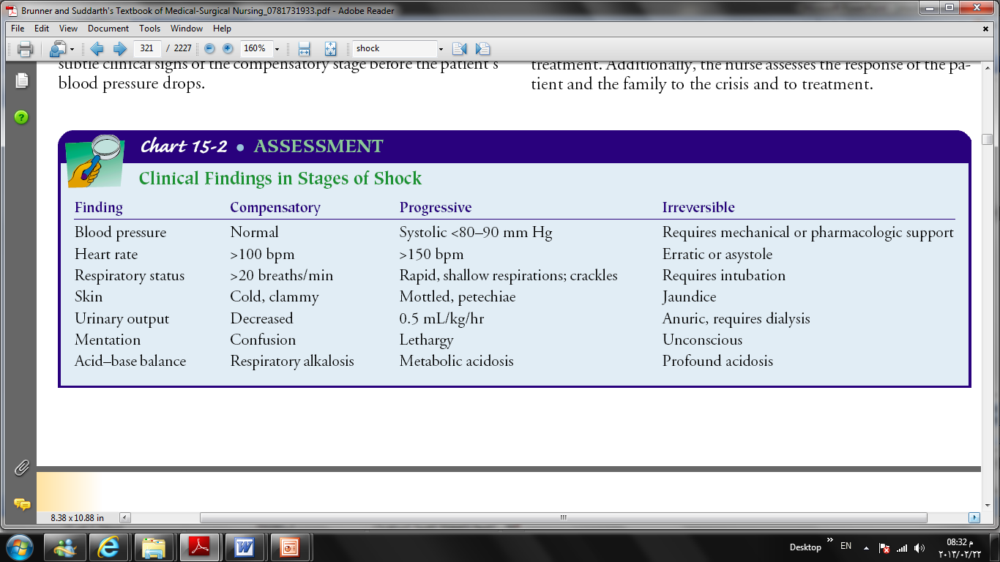 Brunner and Suddarth's Textbook of Medical-Surgical Nursing_0781731933.pdf - Adobe Reader
File Edit View Document Tools Window Help
321 / 2227 160% shock
subtle clinical signs of the compensatory stage before the patient's
blood pressure drops.
treatment. Additionally, the nurse assesses the response of the pa-
tient and the family to the crisis and to treatment.
Chart 15-2 • ASSESSMENT
Clinical Findings in Stages of Shock
Finding Compensatory Progressive Irreversible
Blood pressure Normal Systolic <80–90 mm Hg Requires mechanical or pharmacologic support
Heart rate >100 bpm >150 bpm Erratic or asystole
Respiratory status >20 breaths/min Rapid, shallow respirations; crackles Requires intubation
Skin Cold, clammy Mottled, petechiae Jaundice
Urinary output Decreased 0.5 mL/kg/hr Anuric, requires dialysis
Mentation Confusion Lethargy Unconscious
Acid–base balance Respiratory alkalosis Metabolic acidosis Profound acidosis
8.38 x 10.88 in
Desktop » EN
08:32 م
٢٠١٣/٠٢/٢٢